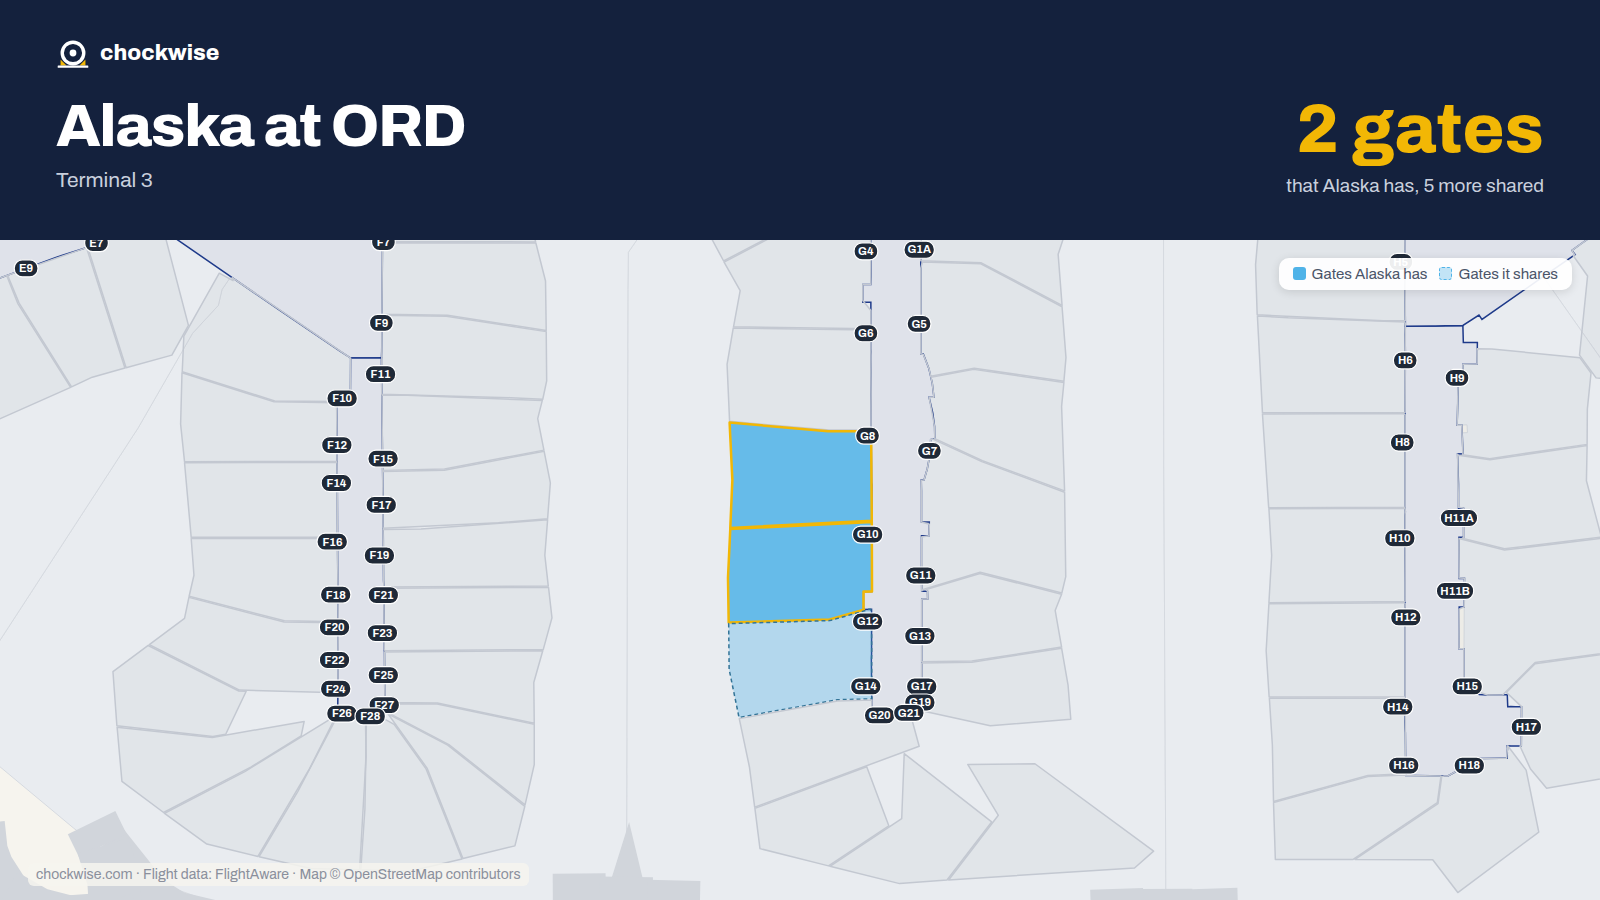 chockwise
Alaska at ORD
Terminal 3
2 gates
that Alaska has, 5 more shared
Gates Alaska has
Gates it shares
E7
E9
F7
F9
F11
F10
F12
F15
F14
F17
F16
F19
F18
F21
F20
F23
F22
F25
F24
F27
F26
F28
G4
G1A
G6
G5
G8
G7
G10
G11
G12
G13
G14
G17
G19
G20
G21
H6
H9
H8
H11A
H10
H11B
H12
H15
H14
H17
H16
H18
chockwise.com · Flight data: FlightAware · Map © OpenStreetMap contributors